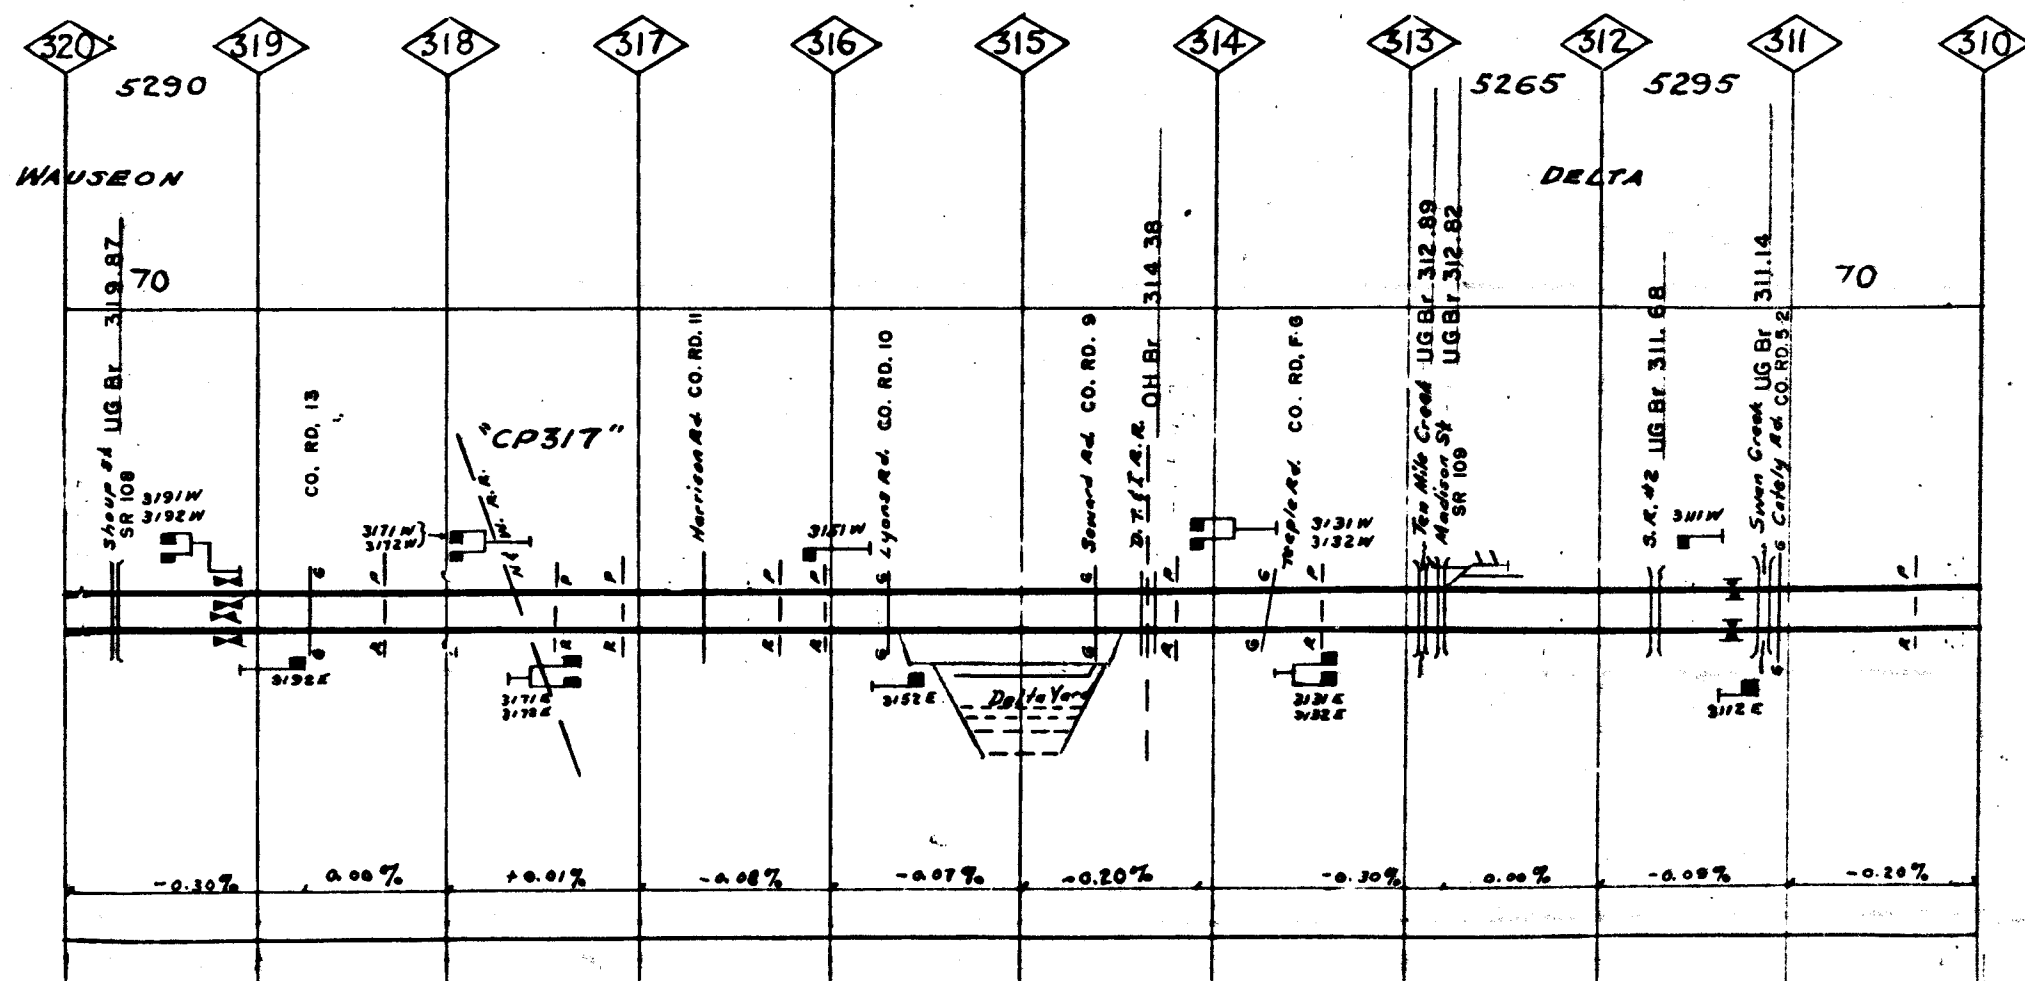 320 319 318 317 316 315 314 313 312 311 310
5290 5265 5295
WAUSEON DELTA
70 70
Shoup St UG Br 319.87
SR 108
3191W
3192W
CO. RD. 13
3171W
3172W
"CP317"
N & W. R.R.
Harrison Rd. CO. RD. 11
3151W
Lyons Rd. CO. RD. 10
Seward Rd. CO. RD. 9
D.T. & I R.R. OH Br 314.38
Teeple Rd. CO. RD. F-G
3131W
3132W
Ten Mile Creek UG Br 312.89
Madison St UG Br 312.82
SR 109
S.R. #2 UG Br 311.68
3111W
Swan Creek UG Br 311.14
CO. RD. 5-2
G P P P P P G G P G P G P
G R R R R R G G R G R G R
3192E
3171E
3172E
3152E
Delta Yard
3131E
3132E
3112E
-0.30% 0.00% +0.01% -0.08% -0.07% -0.20% -0.30% 0.00% -0.09% -0.20%